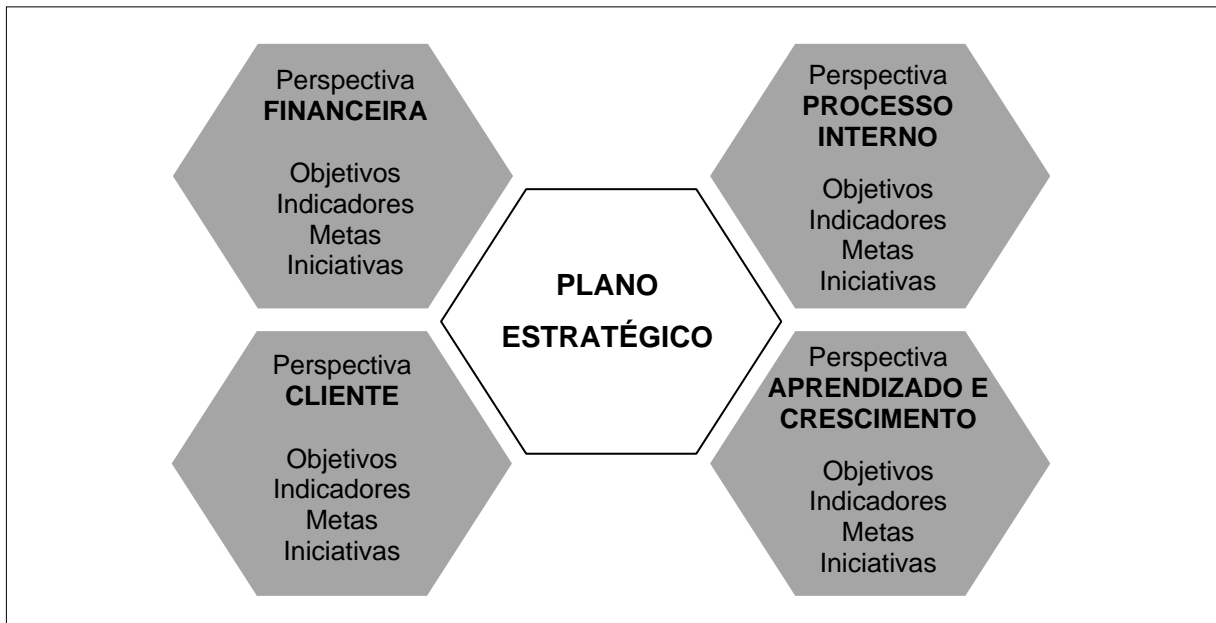 Perspectiva
FINANCEIRA
Objetivos
Indicadores
Metas
Iniciativas
Perspectiva
PROCESSO
INTERNO
Objetivos
Indicadores
Metas
Iniciativas
PLANO
ESTRATÉGICO
Perspectiva
CLIENTE
Objetivos
Indicadores
Metas
Iniciativas
Perspectiva
APRENDIZADO E
CRESCIMENTO
Objetivos
Indicadores
Metas
Iniciativas